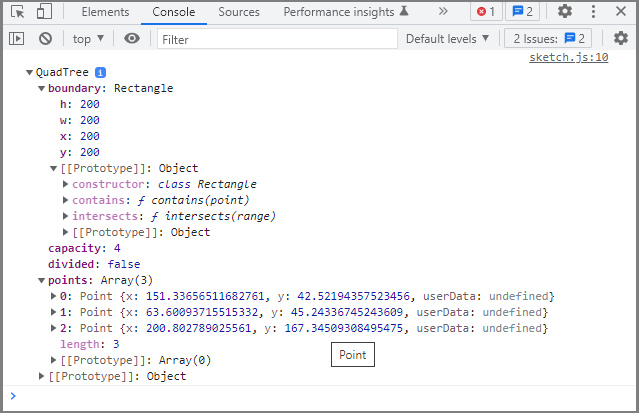 Elements Console Sources Performance insights » 1 2
top Filter Default levels 2 Issues: 2
sketch.js:10
QuadTree i
boundary: Rectangle
h: 200
w: 200
x: 200
y: 200
[[Prototype]]: Object
constructor: class Rectangle
contains: ƒ contains(point)
intersects: ƒ intersects(range)
[[Prototype]]: Object
capacity: 4
divided: false
points: Array(3)
0: Point {x: 151.33656511682761, y: 42.52194357523456, userData: undefined}
1: Point {x: 63.60093715515332, y: 45.24336745243609, userData: undefined}
2: Point {x: 200.802789025561, y: 167.34509308495475, userData: undefined}
length: 3
Point
[[Prototype]]: Array(0)
[[Prototype]]: Object
>